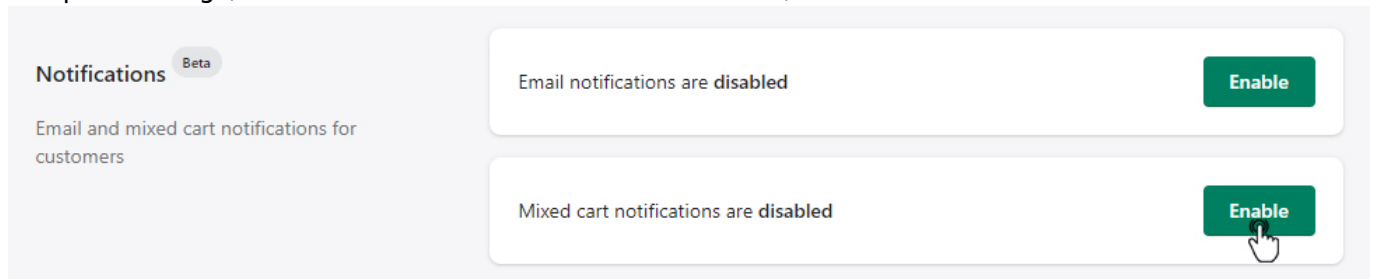 Notifications Beta
Email and mixed cart notifications for
customers
Email notifications are disabled
Enable
Mixed cart notifications are disabled
Enable